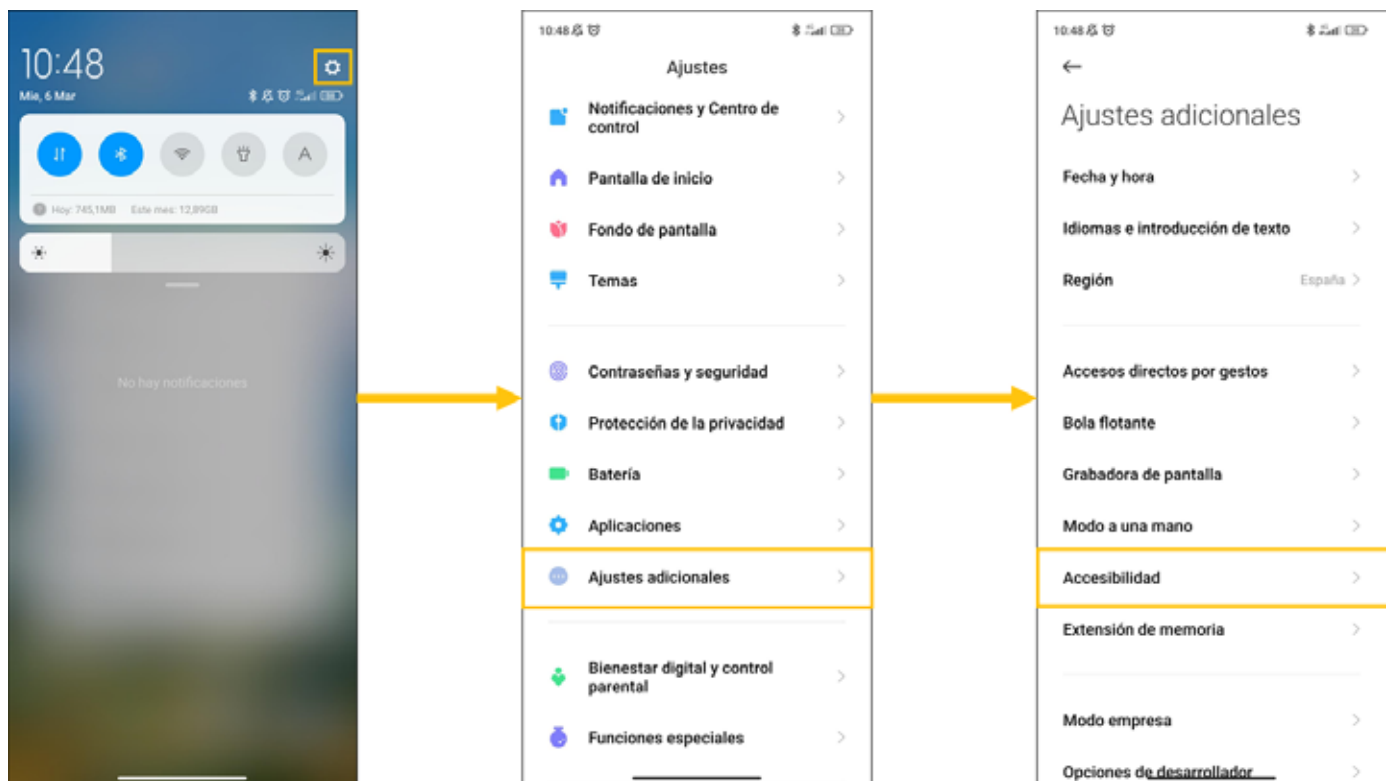 10:48
Mie, 6 Mar
Hoy: 745,1MB Este mes: 12,89GB
A
No hay notificaciones
10:48
Ajustes
Notificaciones y Centro de
control
Pantalla de inicio
Fondo de pantalla
Temas
Contraseñas y seguridad
Protección de la privacidad
Batería
Aplicaciones
Ajustes adicionales
Bienestar digital y control
parental
Funciones especiales
10:48
Ajustes adicionales
Fecha y hora
Idiomas e introducción de texto
Región España
Accesos directos por gestos
Bola flotante
Grabadora de pantalla
Modo a una mano
Accesibilidad
Extensión de memoria
Modo empresa
Opciones de desarrollador